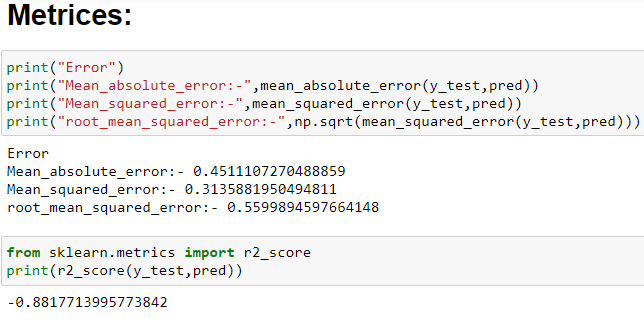 Metrices:
print("Error")
print("Mean_absolute_error:-",mean_absolute_error(y_test,pred))
print("Mean_squared_error:-",mean_squared_error(y_test,pred))
print("root_mean_squared_error:-",np.sqrt(mean_squared_error(y_test,pred)))
Error
Mean_absolute_error:- 0.4511107270488859
Mean_squared_error:- 0.3135881950494811
root_mean_squared_error:- 0.5599894597664148
from sklearn.metrics import r2_score
print(r2_score(y_test,pred))
-0.8817713995773842